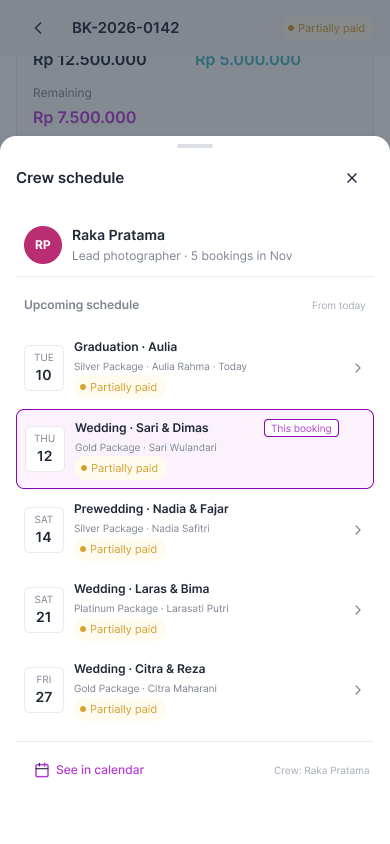 BK-2026-0142
Partially paid
Rp 12.500.000
Rp 5.000.000
Remaining
Rp 7.500.000
Crew schedule
RP
Raka Pratama
Lead photographer · 5 bookings in Nov
Upcoming schedule
From today
TUE
10
Graduation · Aulia
Silver Package · Aulia Rahma · Today
Partially paid
THU
12
Wedding · Sari & Dimas
This booking
Gold Package · Sari Wulandari
Partially paid
SAT
14
Prewedding · Nadia & Fajar
Silver Package · Nadia Safitri
Partially paid
SAT
21
Wedding · Laras & Bima
Platinum Package · Larasati Putri
Partially paid
FRI
27
Wedding · Citra & Reza
Gold Package · Citra Maharani
Partially paid
See in calendar
Crew: Raka Pratama